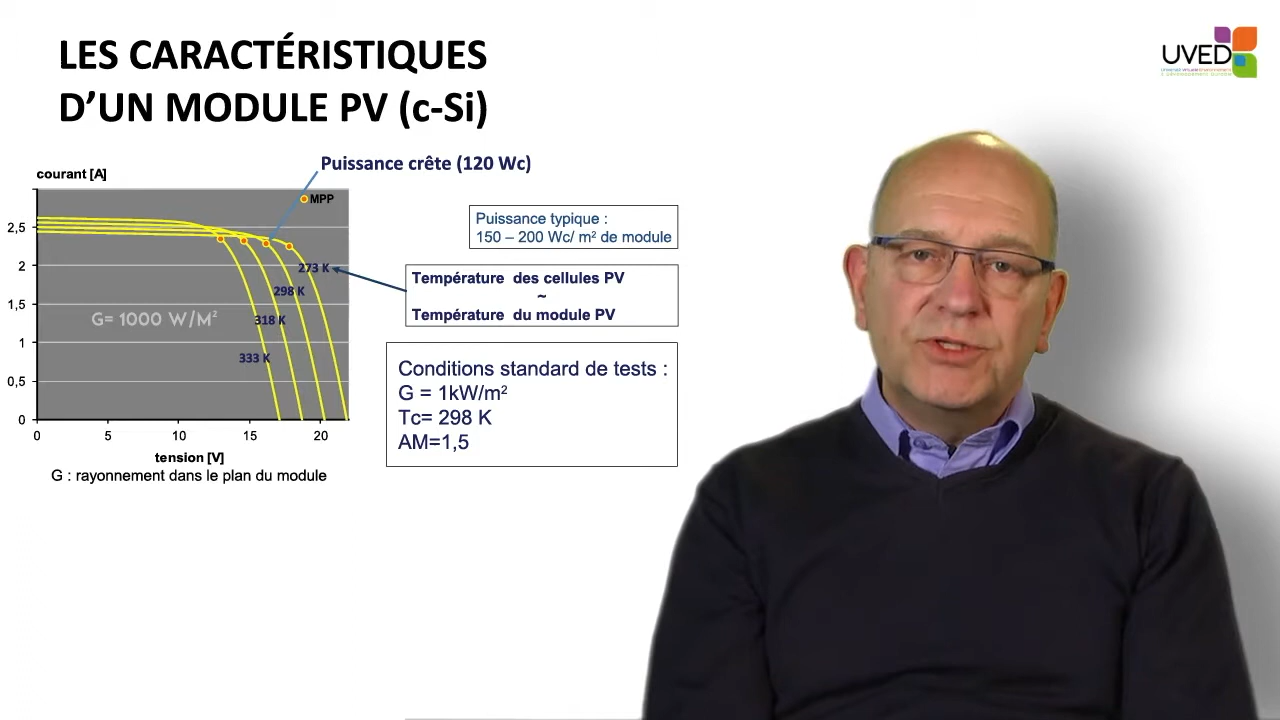 LES CARACTÉRISTIQUES
D’UN MODULE PV (c-Si)
UVED
Puissance crête (120 Wc)
courant [A]
MPP
Puissance typique :
150 – 200 Wc/ m² de module
2,5
2
1,5
1
0,5
0
273 K
298 K
318 K
333 K
G= 1000 W/M²
Température des cellules PV
~
Température du module PV
Conditions standard de tests :
G = 1kW/m²
Tc= 298 K
AM=1,5
0 5 10 15 20
tension [V]
G : rayonnement dans le plan du module